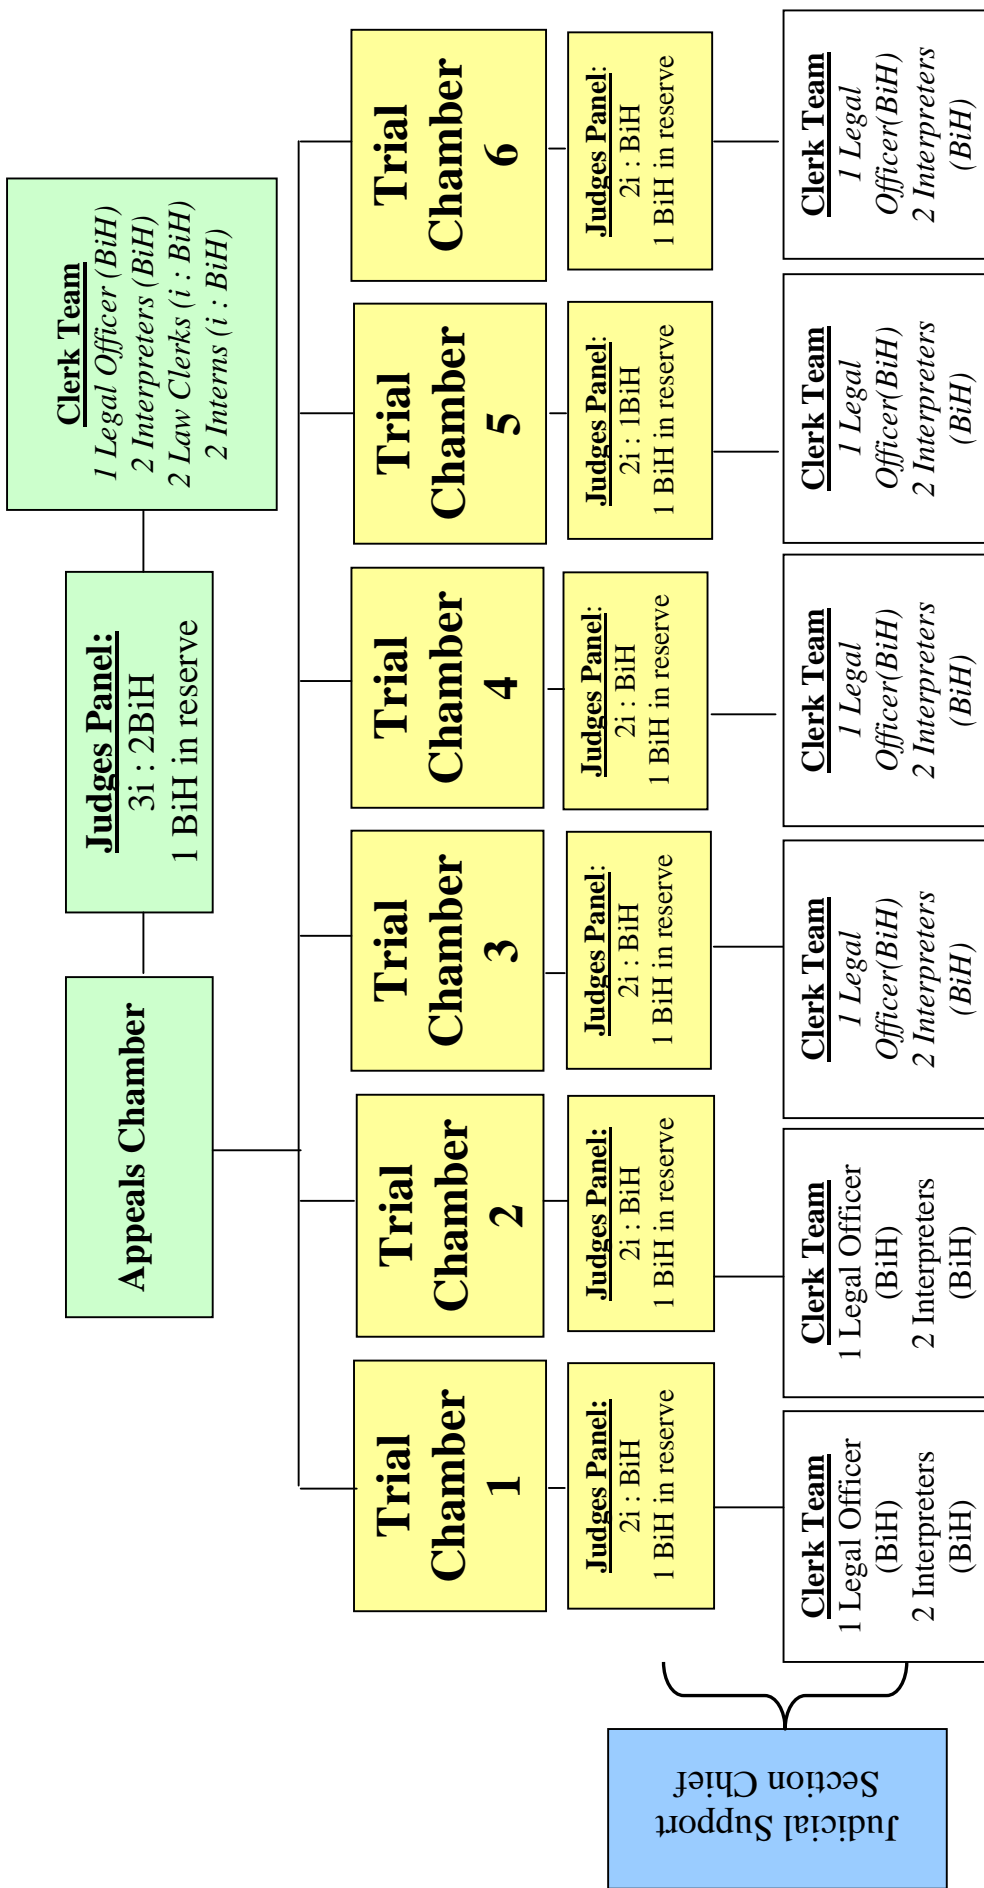 Appeals Chamber
Judges Panel:
3i : 2BiH
1 BiH in reserve
Clerk Team
1 Legal Officer (BiH)
2 Interpreters (BiH)
2 Law Clerks (i : BiH)
2 Interns (i : BiH)
Trial
Chamber
1
Trial
Chamber
2
Trial
Chamber
3
Trial
Chamber
4
Trial
Chamber
5
Trial
Chamber
6
Judges Panel:
2i : BiH
1 BiH in reserve
Judges Panel:
2i : BiH
1 BiH in reserve
Judges Panel:
2i : BiH
1 BiH in reserve
Judges Panel:
2i : BiH
1 BiH in reserve
Judges Panel:
2i : 1BiH
1 BiH in reserve
Judges Panel:
2i : BiH
1 BiH in reserve
Judicial Support
Section Chief
Clerk Team
1 Legal Officer
(BiH)
2 Interpreters
(BiH)
Clerk Team
1 Legal Officer
(BiH)
2 Interpreters
(BiH)
Clerk Team
1 Legal
Officer(BiH)
2 Interpreters
(BiH)
Clerk Team
1 Legal
Officer(BiH)
2 Interpreters
(BiH)
Clerk Team
1 Legal
Officer(BiH)
2 Interpreters
(BiH)
Clerk Team
1 Legal
Officer(BiH)
2 Interpreters
(BiH)